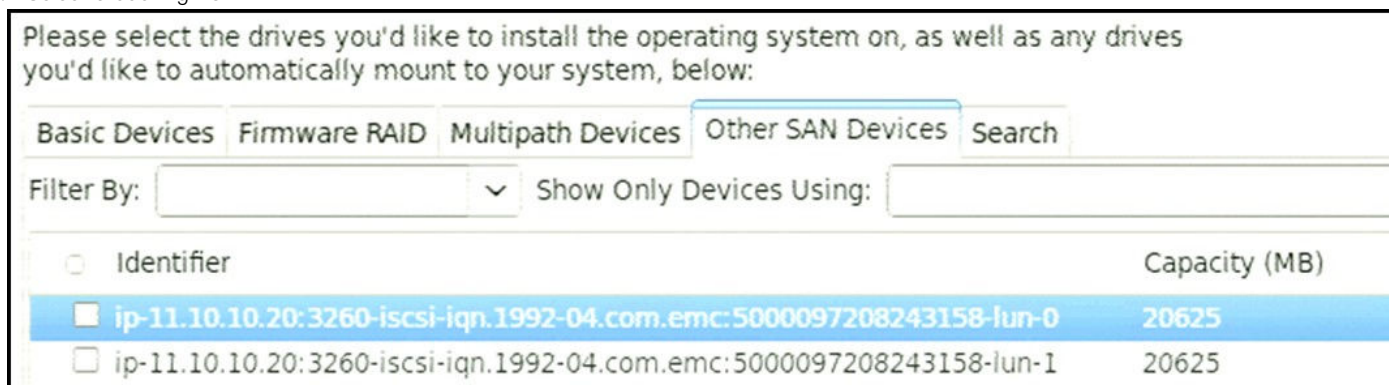 Please select the drives you'd like to install the operating system on, as well as any drives
you'd like to automatically mount to your system, below:
Basic Devices Firmware RAID Multipath Devices Other SAN Devices Search
Filter By: Show Only Devices Using:
Identifier Capacity (MB)
ip-11.10.10.20:3260-iscsi-iqn.1992-04.com.emc:5000097208243158-lun-0 20625
ip-11.10.10.20:3260-iscsi-iqn.1992-04.com.emc:5000097208243158-lun-1 20625